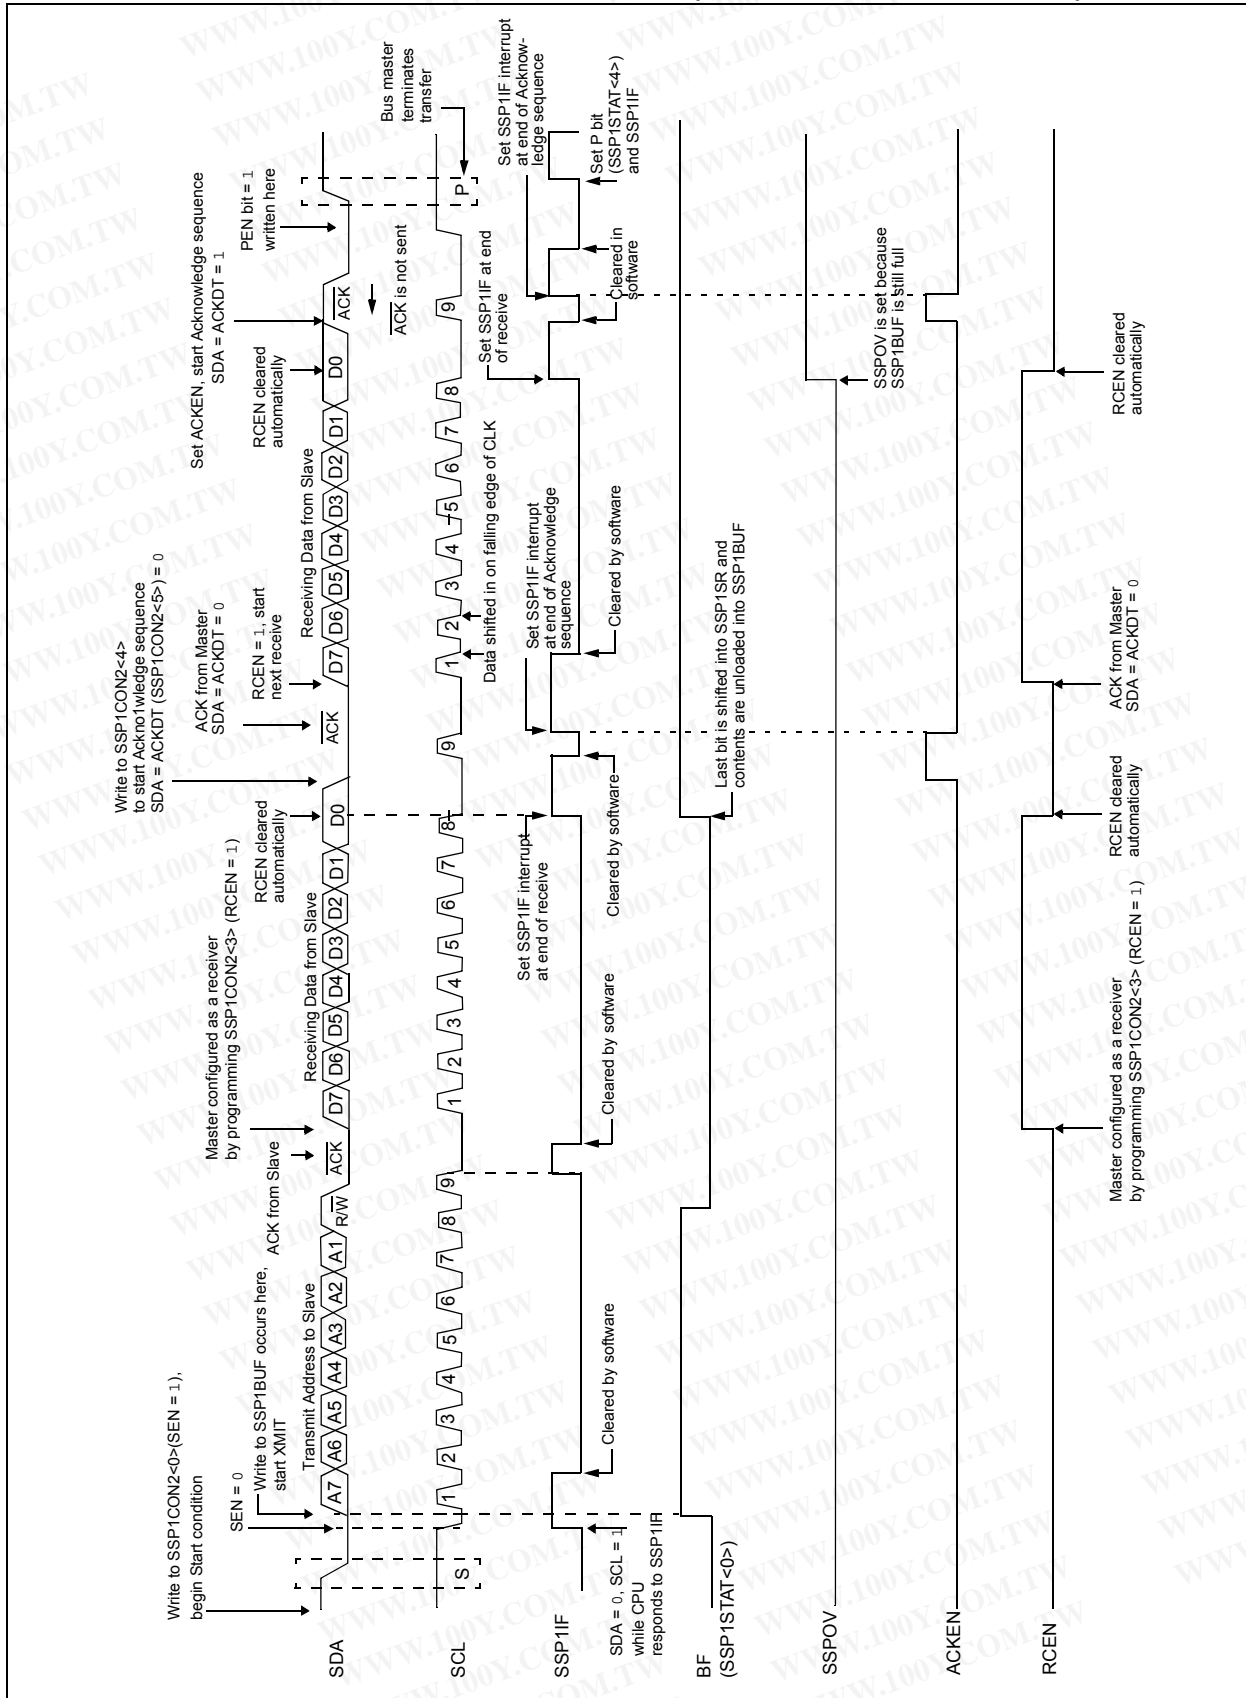 Write to SSP1CON2<0>(SEN = 1),
begin Start condition
SEN = 0
Write to SSP1BUF occurs here,
start XMIT
Transmit Address to Slave
ACK from Slave
Master configured as a receiver
by programming SSP1CON2<3> (RCEN = 1)
Receiving Data from Slave
RCEN cleared
automatically
Write to SSP1CON2<4>
to start Ackno1wledge sequence
SDA = ACKDT (SSP1CON2<5>) = 0
ACK from Master
SDA = ACKDT = 0
RCEN = 1, start
next receive
Receiving Data from Slave
RCEN cleared
automatically
Set ACKEN, start Acknowledge sequence
SDA = ACKDT = 1
PEN bit = 1
written here
Bus master
terminates
transfer
SDA
A7 A6 A5 A4 A3 A2 A1 R/W ACK D7 D6 D5 D4 D3 D2 D1 D0 ACK D7 D6 D5 D4 D3 D2 D1 D0 ACK
ACK is not sent
SCL
S 1 2 3 4 5 6 7 8 9 1 2 3 4 5 6 7 8 9 1 2 3 4 5 6 7 8 9 P
Data shifted in on falling edge of CLK
Set SSP1IF at end
of receive
Set SSP1IF interrupt
at end of Acknow-
ledge sequence
Set SSP1IF interrupt
at end of receive
Set SSP1IF interrupt
at end of Acknowledge
sequence
SSP1IF
SDA = 0, SCL = 1
while CPU
responds to SSP1IF
Cleared by software
Cleared by software
Cleared by software
Cleared by software
Cleared in
software
Set P bit
(SSP1STAT<4>)
and SSP1IF
BF
(SSP1STAT<0>)
Last bit is shifted into SSP1SR and
contents are unloaded into SSP1BUF
SSPOV
SSPOV is set because
SSP1BUF is still full
ACKEN
RCEN
Master configured as a receiver
by programming SSP1CON2<3> (RCEN = 1)
RCEN cleared
automatically
ACK from Master
SDA = ACKDT = 0
RCEN cleared
automatically
WWW.100Y.COM.TW